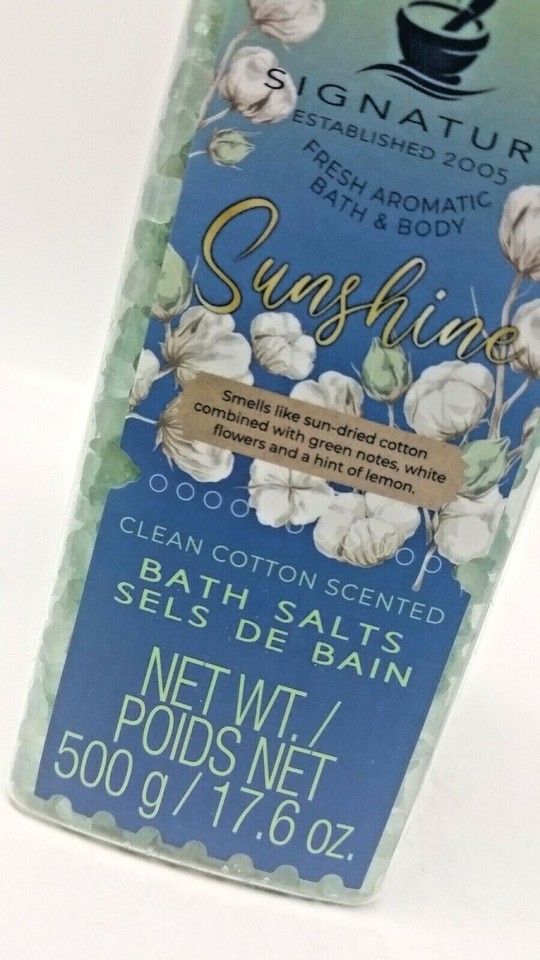 SIGNATUR
ESTABLISHED 2005
FRESH AROMATIC
BATH & BODY
Sunshine
Smells like sun-dried cotton
combined with green notes, white
flowers and a hint of lemon.
CLEAN COTTON SCENTED
BATH SALTS
SELS DE BAIN
NET WT. /
POIDS NET
500 g / 17.6 oz.